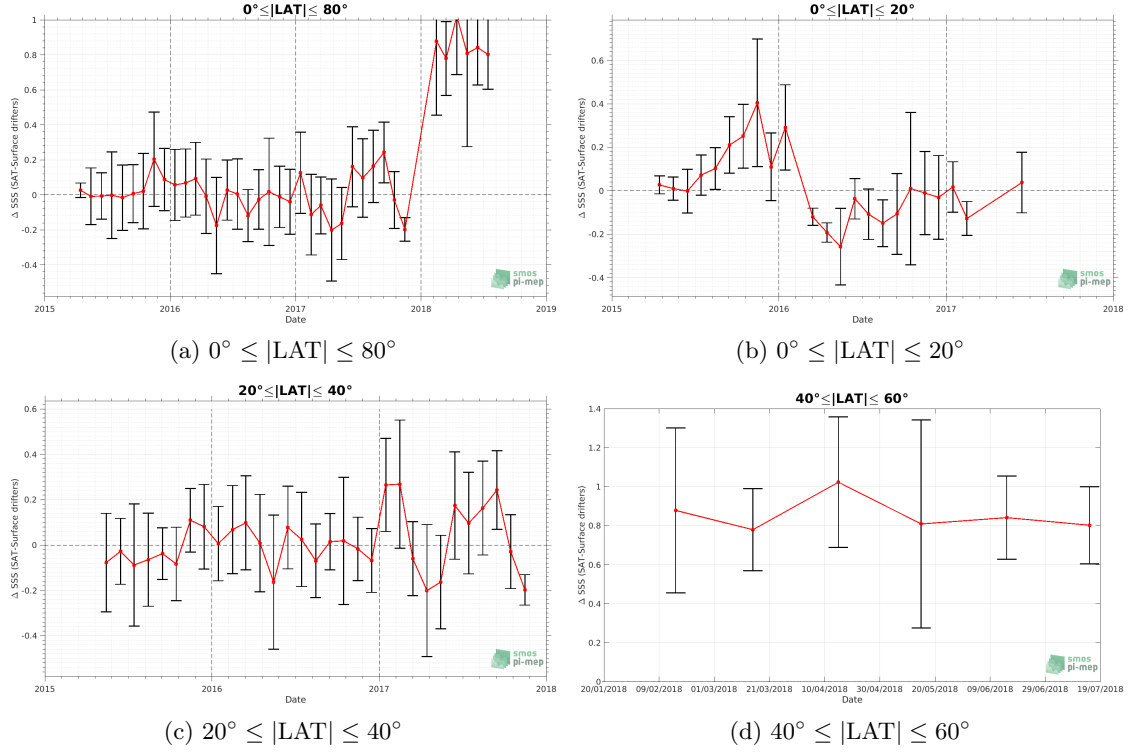 0°≤|LAT|≤ 80°
Δ SSS (SAT-Surface drifters)
1
0.8
0.6
0.4
0.2
0
-0.2
-0.4
2015
2016
2017
2018
2019
Date
smos
pi-mep
(a) 0° ≤ |LAT| ≤ 80°
0°≤|LAT|≤ 20°
Δ SSS (SAT-Surface drifters)
0.6
0.4
0.2
0
-0.2
-0.4
2015
2016
2017
2018
Date
smos
pi-mep
(b) 0° ≤ |LAT| ≤ 20°
20°≤|LAT|≤ 40°
Δ SSS (SAT-Surface drifters)
0.6
0.4
0.2
0
-0.2
-0.4
2015
2016
2017
2018
Date
smos
pi-mep
(c) 20° ≤ |LAT| ≤ 40°
40°≤|LAT|≤ 60°
Δ SSS (SAT-Surface drifters)
1.4
1.2
1
0.8
0.6
0.4
0.2
0
20/01/2018
09/02/2018
01/03/2018
21/03/2018
10/04/2018
30/04/2018
20/05/2018
09/06/2018
29/06/2018
19/07/2018
Date
smos
pi-mep
(d) 40° ≤ |LAT| ≤ 60°